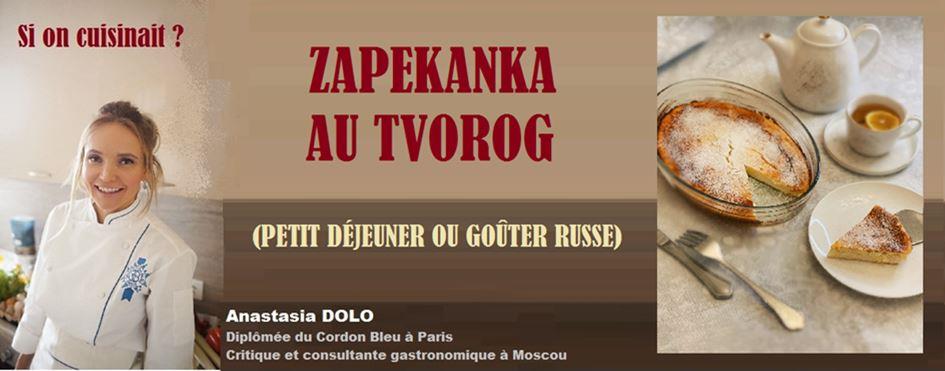 Si on cuisinait ?
ZAPEKANKA
AU TVOROG
(PETIT DÉJEUNER OU GOÛTER RUSSE)
Anastasia DOLO
Diplômée du Cordon Bleu à Paris
Critique et consultante gastronomique à Moscou